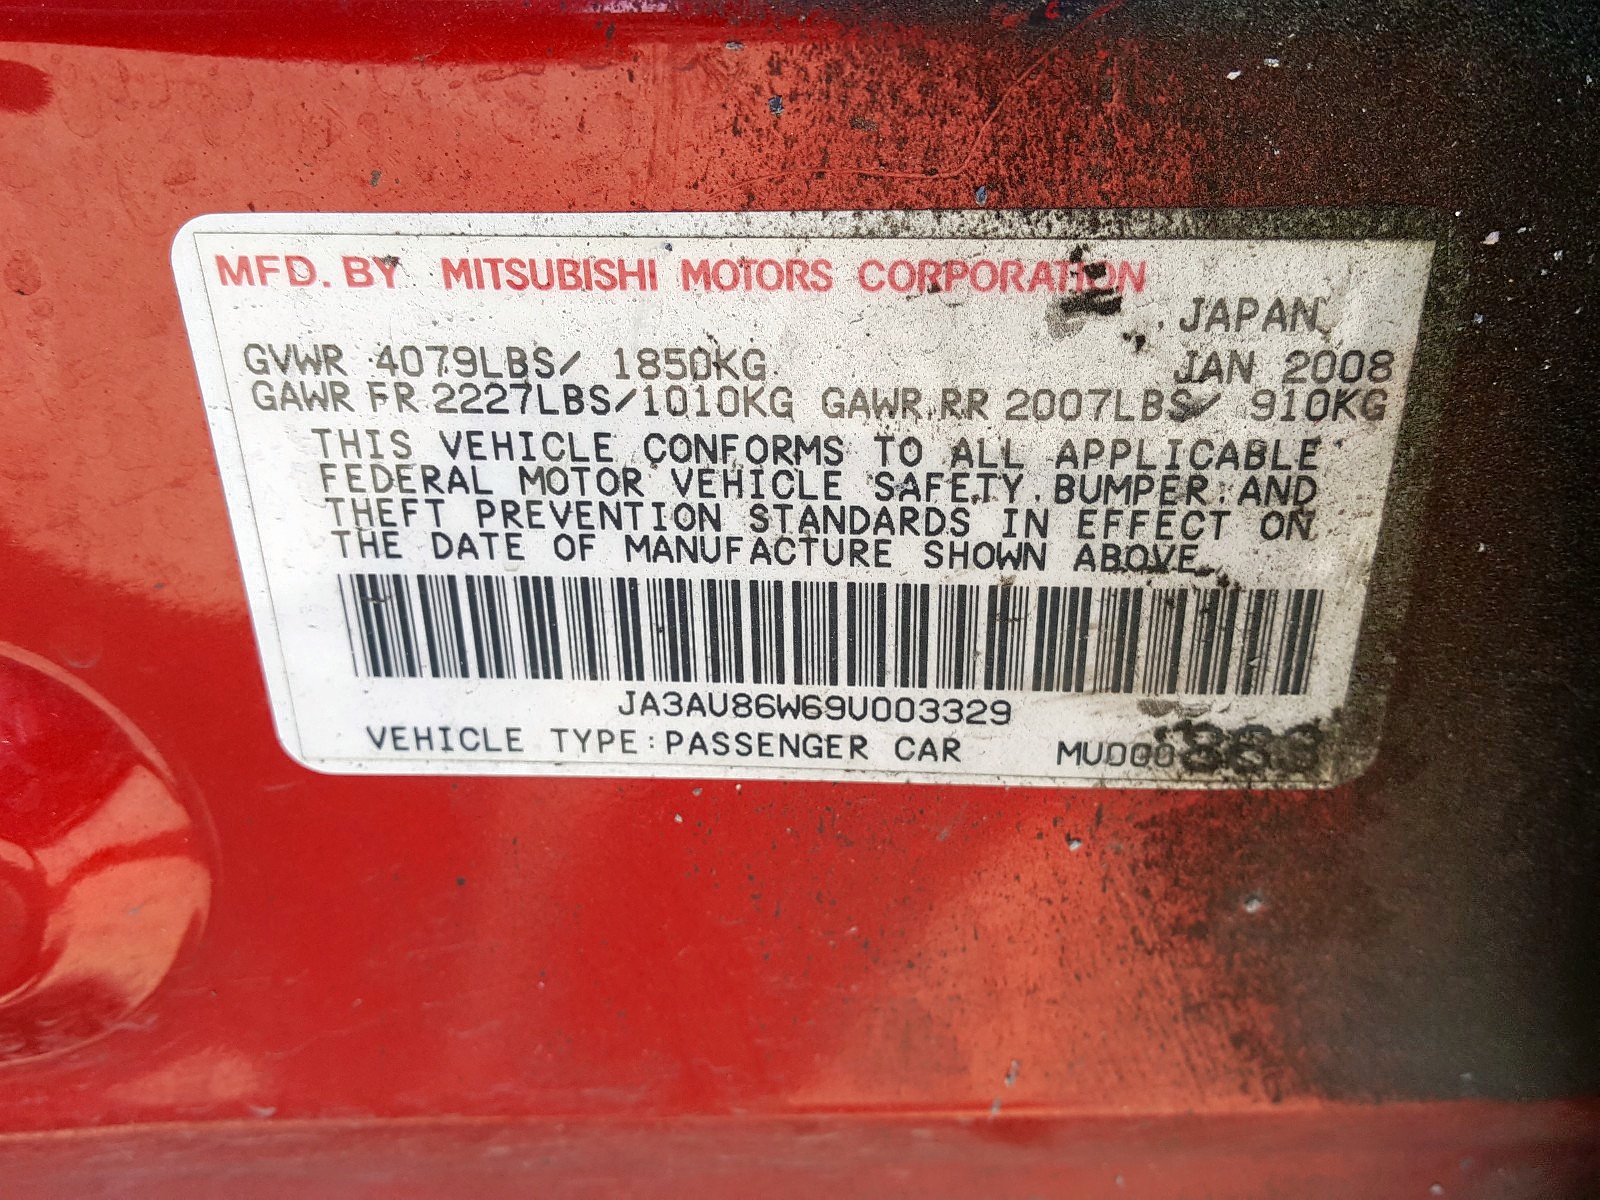 MFD. BY MITSUBISHI MOTORS CORPORATION
JAPAN
GVWR 4079LBS/ 1850KG JAN 2008
GAWR FR 2227LBS/1010KG GAWR RR 2007LBS/ 910KG
THIS VEHICLE CONFORMS TO ALL APPLICABLE
FEDERAL MOTOR VEHICLE SAFETY, BUMPER, AND
THEFT PREVENTION STANDARDS IN EFFECT ON
THE DATE OF MANUFACTURE SHOWN ABOVE.
JA3AU86W69U003329
VEHICLE TYPE:PASSENGER CAR